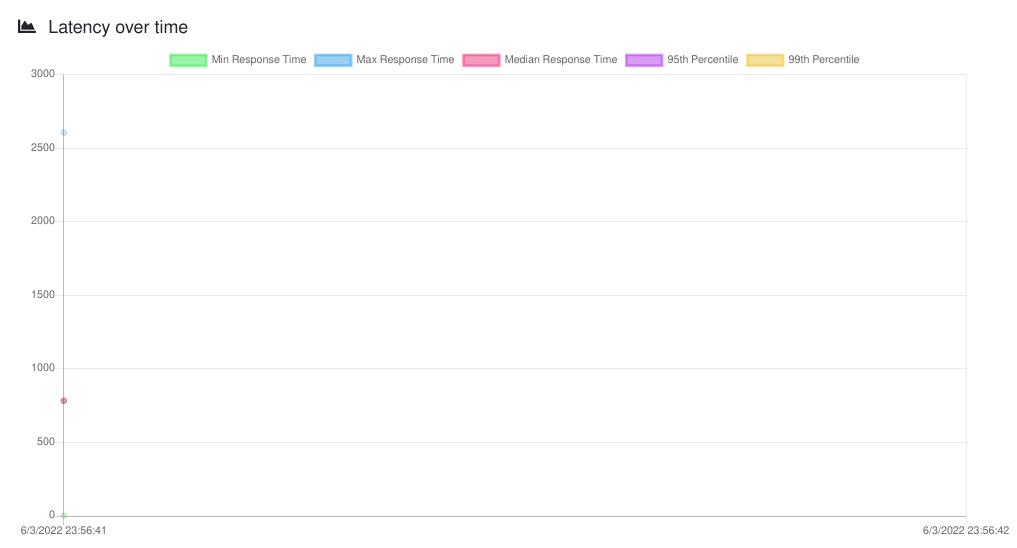 Latency over time
Min Response Time Max Response Time Median Response Time 95th Percentile 99th Percentile
3000
2500
2000
1500
1000
500
0
6/3/2022 23:56:41 6/3/2022 23:56:42